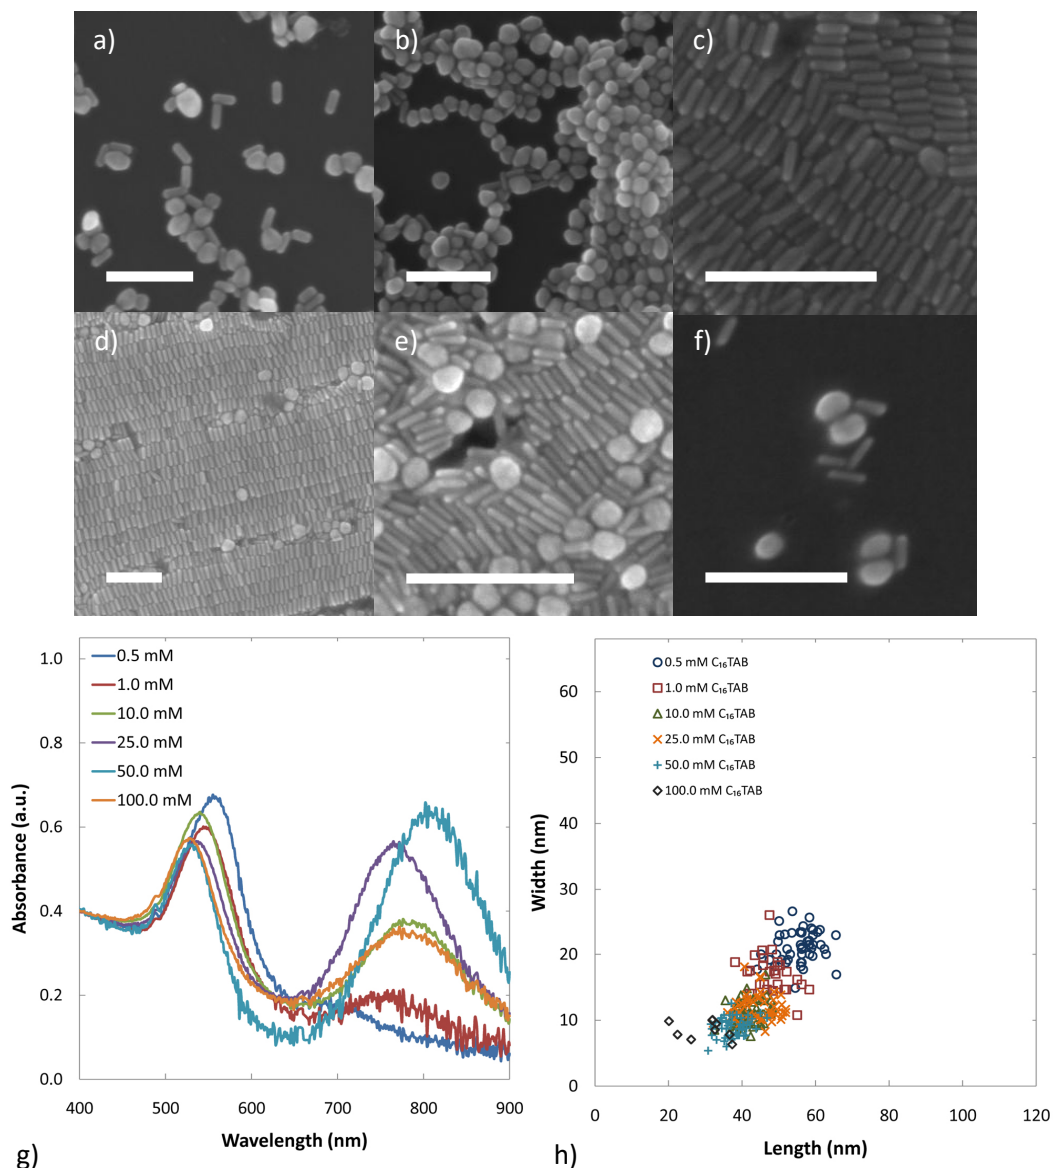 a)
b)
c)
d)
e)
f)
1.0
0.8
0.6
0.4
0.2
0.0
Absorbance (a.u.)
0.5 mM
1.0 mM
10.0 mM
25.0 mM
50.0 mM
100.0 mM
400
500
600
700
800
900
Wavelength (nm)
g)
60
50
40
30
20
10
0
Width (nm)
0.5 mM C₁₆TAB
1.0 mM C₁₆TAB
10.0 mM C₁₆TAB
25.0 mM C₁₆TAB
50.0 mM C₁₆TAB
100.0 mM C₁₆TAB
0
20
40
60
80
100
120
Length (nm)
h)